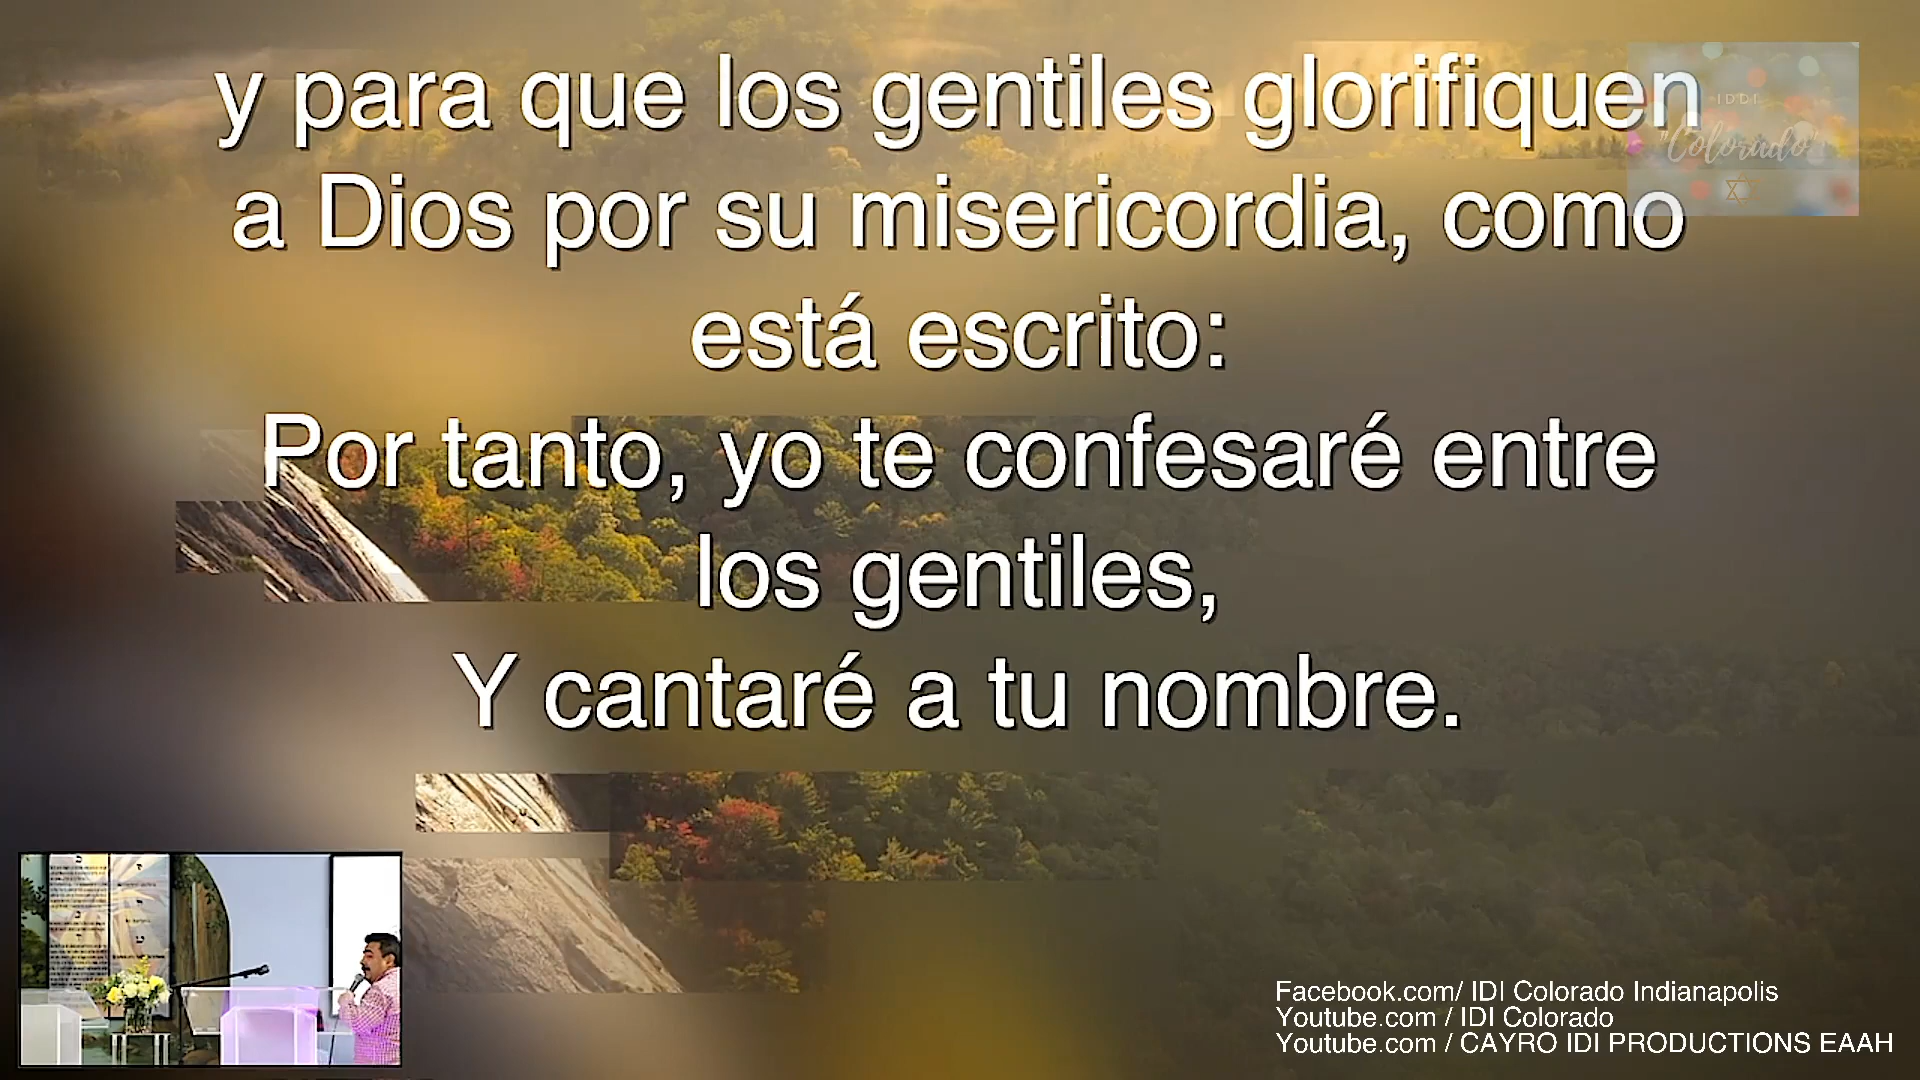 y para que los gentiles glorifiquen
a Dios por su misericordia, como
está escrito:
Por tanto, yo te confesaré entre
los gentiles,
Y cantaré a tu nombre.
IDDI
"Colorado"
Facebook.com/ IDI Colorado Indianapolis
Youtube.com / IDI Colorado
Youtube.com / CAYRO IDI PRODUCTIONS EAAH